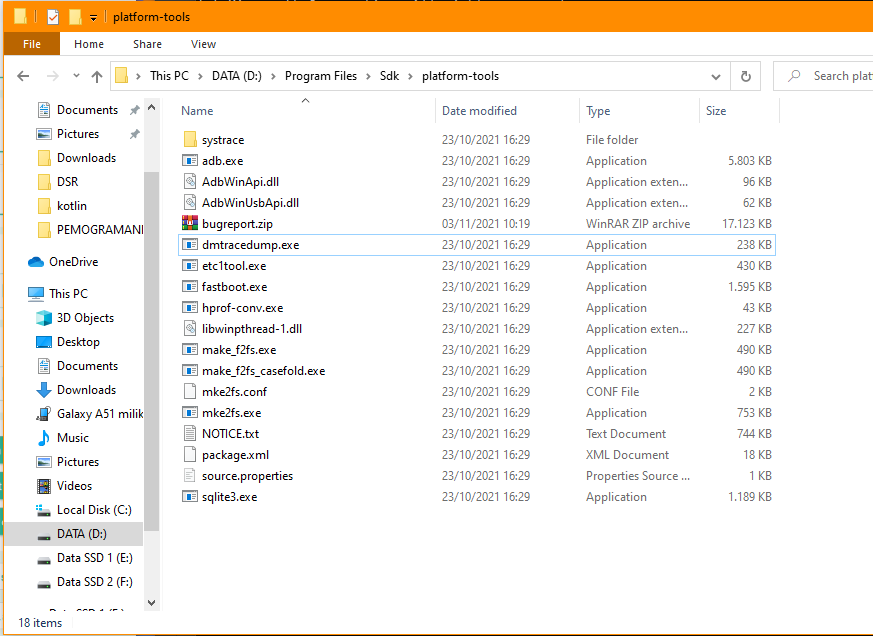 platform-tools
File Home Share View
This PC DATA (D:) Program Files Sdk platform-tools Search plat
Documents
Pictures
Downloads
DSR
kotlin
PEMOGRAMANI
OneDrive
This PC
3D Objects
Desktop
Documents
Downloads
Galaxy A51 milik
Music
Pictures
Videos
Local Disk (C:)
DATA (D:)
Data SSD 1 (E:)
Data SSD 2 (F:)
Name Date modified Type Size
systrace 23/10/2021 16:29 File folder
adb.exe 23/10/2021 16:29 Application 5.803 KB
AdbWinApi.dll 23/10/2021 16:29 Application exten... 96 KB
AdbWinUsbApi.dll 23/10/2021 16:29 Application exten... 62 KB
bugreport.zip 03/11/2021 10:19 WinRAR ZIP archive 17.123 KB
dmtracedump.exe 23/10/2021 16:29 Application 238 KB
etc1tool.exe 23/10/2021 16:29 Application 430 KB
fastboot.exe 23/10/2021 16:29 Application 1.595 KB
hprof-conv.exe 23/10/2021 16:29 Application 43 KB
libwinpthread-1.dll 23/10/2021 16:29 Application exten... 227 KB
make_f2fs.exe 23/10/2021 16:29 Application 490 KB
make_f2fs_casefold.exe 23/10/2021 16:29 Application 490 KB
mke2fs.conf 23/10/2021 16:29 CONF File 2 KB
mke2fs.exe 23/10/2021 16:29 Application 753 KB
NOTICE.txt 23/10/2021 16:29 Text Document 744 KB
package.xml 23/10/2021 16:29 XML Document 18 KB
source.properties 23/10/2021 16:29 Properties Source ... 1 KB
sqlite3.exe 23/10/2021 16:29 Application 1.189 KB
18 items